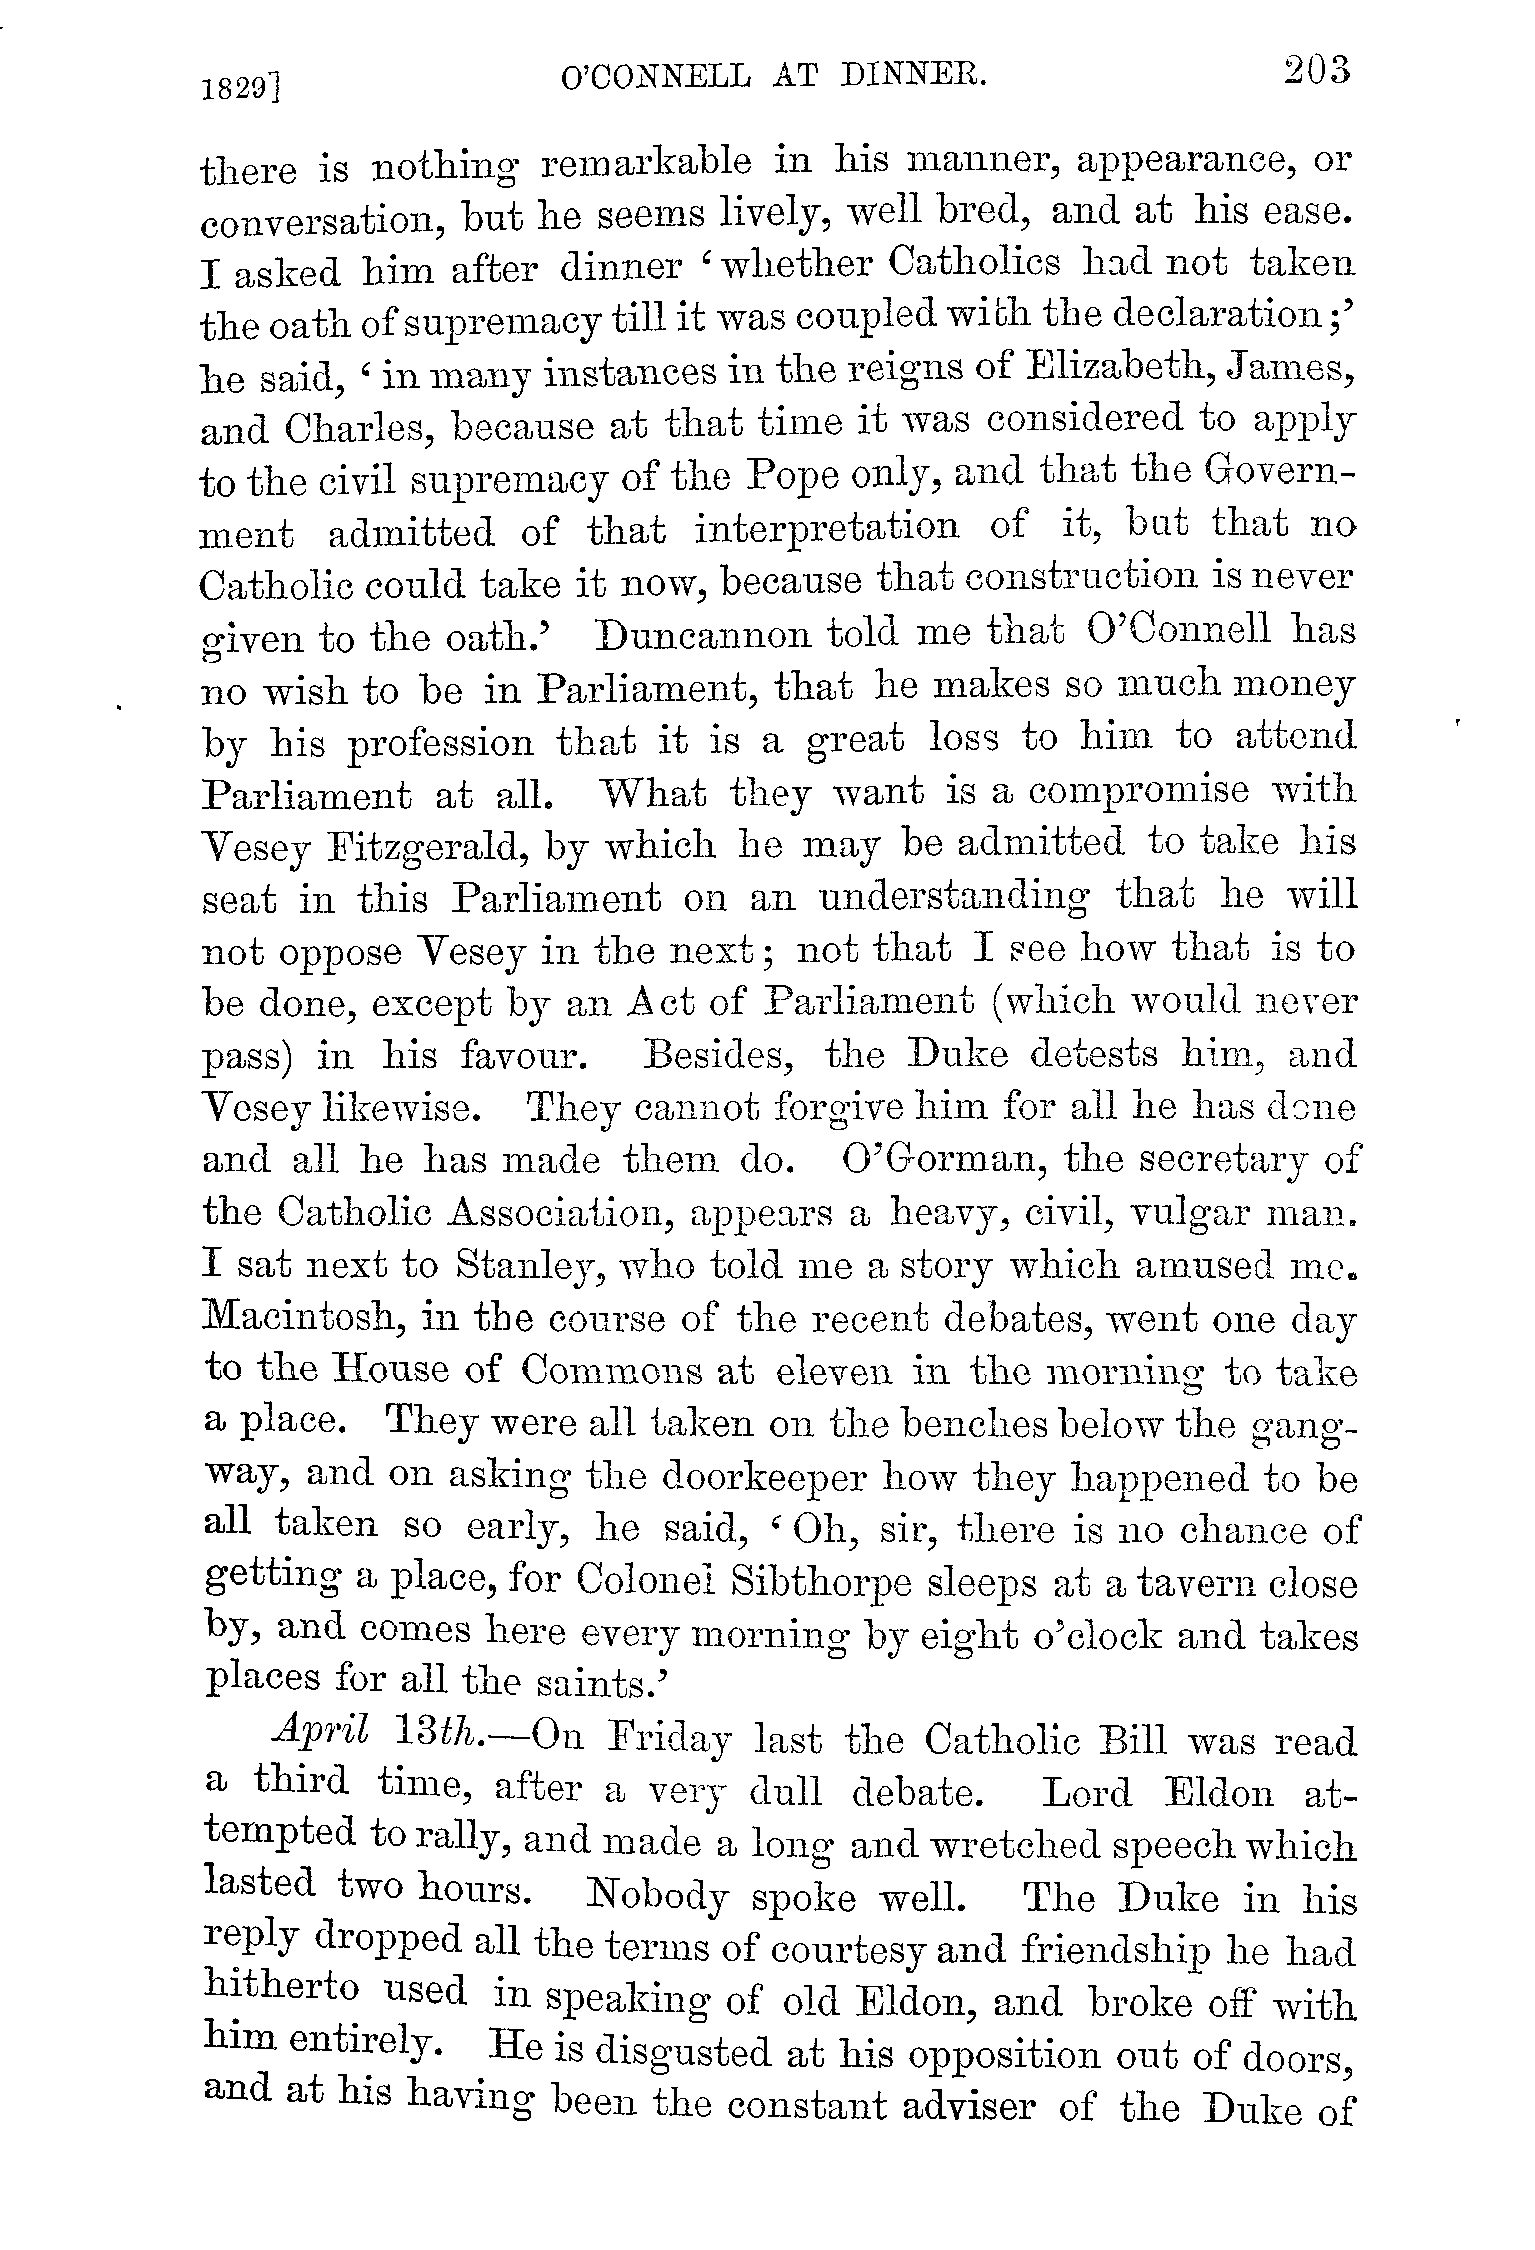 1829] O'CONNELL AT DINNER. 203
there is nothing remarkable in his manner, appearance, or
conversation, but he seems lively, well bred, and at his ease.
I asked him after dinner ‘whether Catholics had not taken
the oath of supremacy till it was coupled with the declaration;’
he said, ‘in many instances in the reigns of Elizabeth, James,
and Charles, because at that time it was considered to apply
to the civil supremacy of the Pope only, and that the Govern-
ment admitted of that interpretation of it, but that no
Catholic could take it now, because that construction is never
given to the oath.’ Duncannon told me that O'Connell has
no wish to be in Parliament, that he makes so much money
by his profession that it is a great loss to him to attend
Parliament at all. What they want is a compromise with
Vesey Fitzgerald, by which he may be admitted to take his
seat in this Parliament on an understanding that he will
not oppose Vesey in the next; not that I see how that is to
be done, except by an Act of Parliament (which would never
pass) in his favour. Besides, the Duke detests him, and
Vesey likewise. They cannot forgive him for all he has done
and all he has made them do. O'Gorman, the secretary of
the Catholic Association, appears a heavy, civil, vulgar man.
I sat next to Stanley, who told me a story which amused me.
Macintosh, in the course of the recent debates, went one day
to the House of Commons at eleven in the morning to take
a place. They were all taken on the benches below the gang-
way, and on asking the doorkeeper how they happened to be
all taken so early, he said, ‘Oh, sir, there is no chance of
getting a place, for Colonel Sibthorpe sleeps at a tavern close
by, and comes here every morning by eight o'clock and takes
places for all the saints.’
April 13th.—On Friday last the Catholic Bill was read
a third time, after a very dull debate. Lord Eldon at-
tempted to rally, and made a long and wretched speech which
lasted two hours. Nobody spoke well. The Duke in his
reply dropped all the terms of courtesy and friendship he had
hitherto used in speaking of old Eldon, and broke off with
him entirely. He is disgusted at his opposition out of doors,
and at his having been the constant adviser of the Duke of